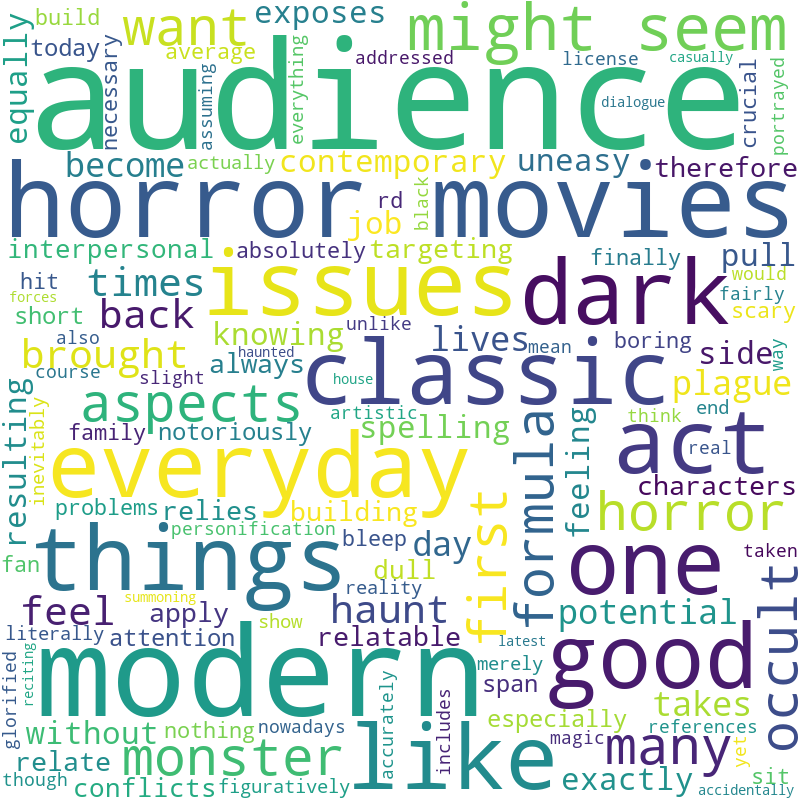 build
exposes
want
might seem
equally
today
average
necessary
assuming
everything
audience
addressed
license
casually
dialogue
crucial
portrayed
become
actually
contemporary
uneasy
therefore
horror movies
rd
job
black
interpersonal
absolutely
targeting
finally
pull
hit
times
issues
dark
would
forces
short
back
knowing
unlike
fairly
scary
also
brought
always
haunted
lives
mean
boring
side
way
course
slight
house
classic
plague
aspects
artistic
spelling
formula
feeling
think
end
act
real
family
notoriously
resulting
inevitably
everyday
characters
problems
relies
building
first
horror
personification
bleep
day
taken
fan
things
dull
one
occult
summoning
reality
feel
apply
haunt
potential
show
literally
attention
relatable
latest
good
glorified
reciting
modern
merely
span
accurately
includes
especially
takes
without
nothing
nowadays
like
magic
many
references
yet
relate
monster
though
conflicts
figuratively
exactly
sit
accidentally